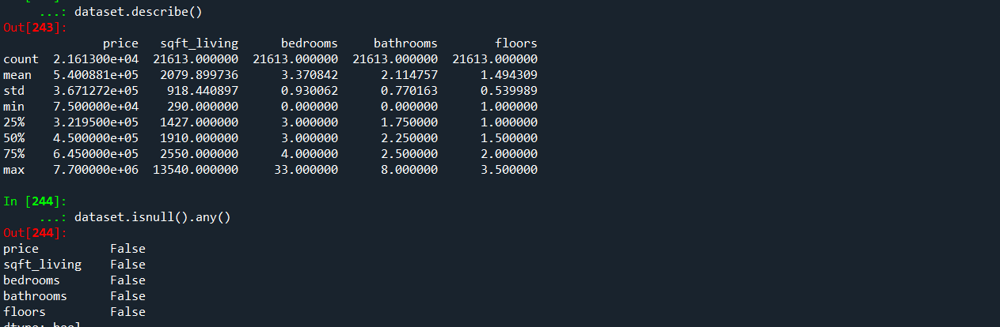 ...: dataset.describe()
Out[243]:
price sqft_living bedrooms bathrooms floors
count 2.161300e+04 21613.000000 21613.000000 21613.000000 21613.000000
mean 5.400881e+05 2079.899736 3.370842 2.114757 1.494309
std 3.671272e+05 918.440897 0.930062 0.770163 0.539989
min 7.500000e+04 290.000000 0.000000 0.000000 1.000000
25% 3.219500e+05 1427.000000 3.000000 1.750000 1.000000
50% 4.500000e+05 1910.000000 3.000000 2.250000 1.500000
75% 6.450000e+05 2550.000000 4.000000 2.500000 2.000000
max 7.700000e+06 13540.000000 33.000000 8.000000 3.500000
In [244]:
...: dataset.isnull().any()
Out[244]:
price False
sqft_living False
bedrooms False
bathrooms False
floors False
dtype: bool